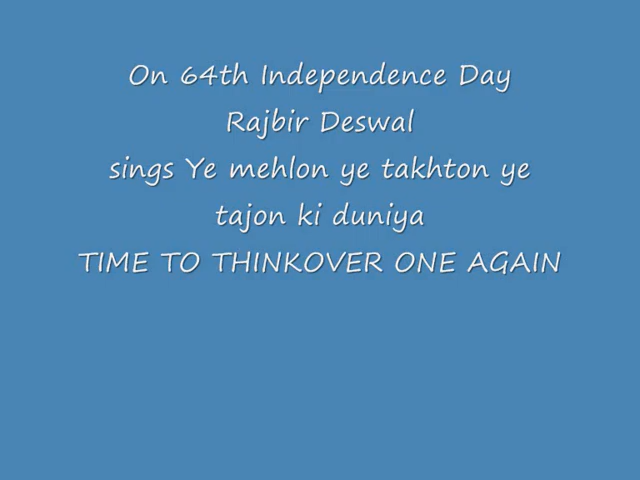 On 64th Independence Day
Rajbir Deswal
sings Ye mehlon ye takhton ye
tajon ki duniya
TIME TO THINKOVER ONE AGAIN